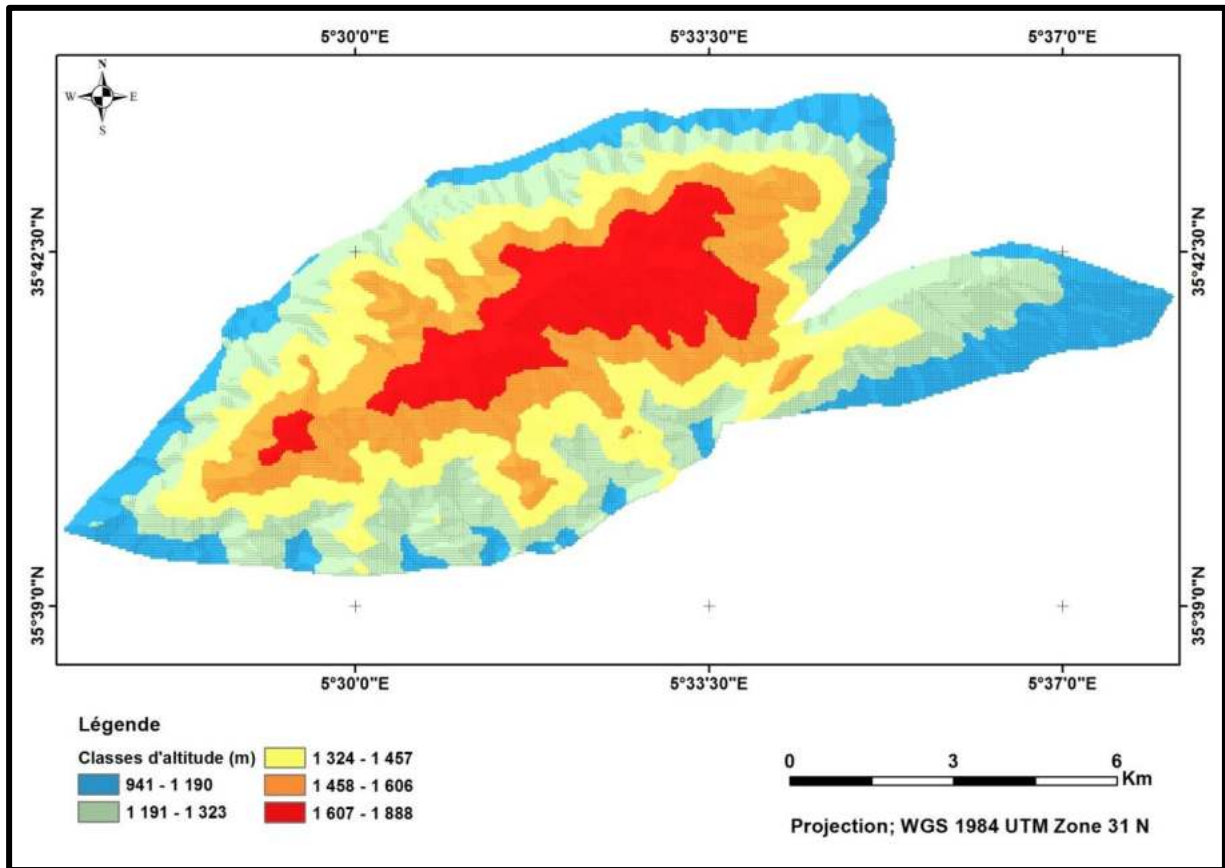 5°30'0"E 5°33'30"E 5°37'0"E
N
W E
S
35°42'30"N 35°42'30"N
35°39'0"N 35°39'0"N
5°30'0"E 5°33'30"E 5°37'0"E
Légende
Classes d'altitude (m)
941 - 1 190
1 191 - 1 323
1 324 - 1 457
1 458 - 1 606
1 607 - 1 888
0 3 6
Km
Projection; WGS 1984 UTM Zone 31 N